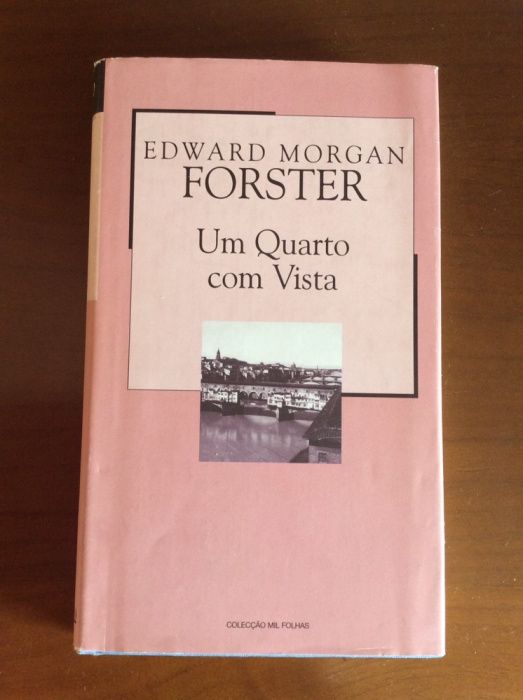 EDWARD MORGAN
FORSTER
Um Quarto
com Vista
COLECÇÃO MIL FOLHAS